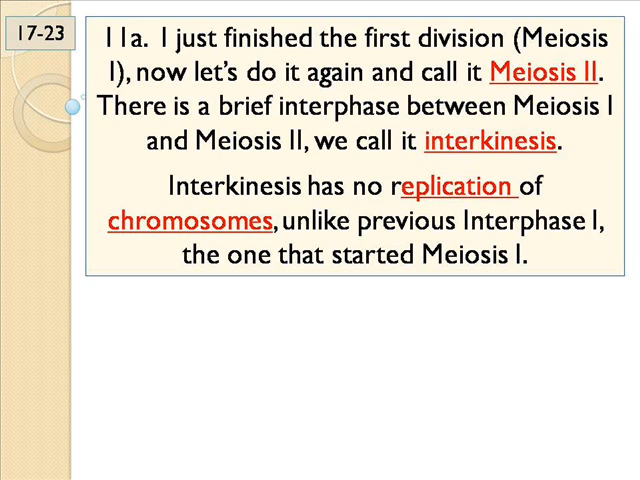 17-23
11a. I just finished the first division (Meiosis
I), now let's do it again and call it Meiosis II.
There is a brief interphase between Meiosis I
and Meiosis II, we call it interkinesis.
Interkinesis has no replication of
chromosomes, unlike previous Interphase I,
the one that started Meiosis I.